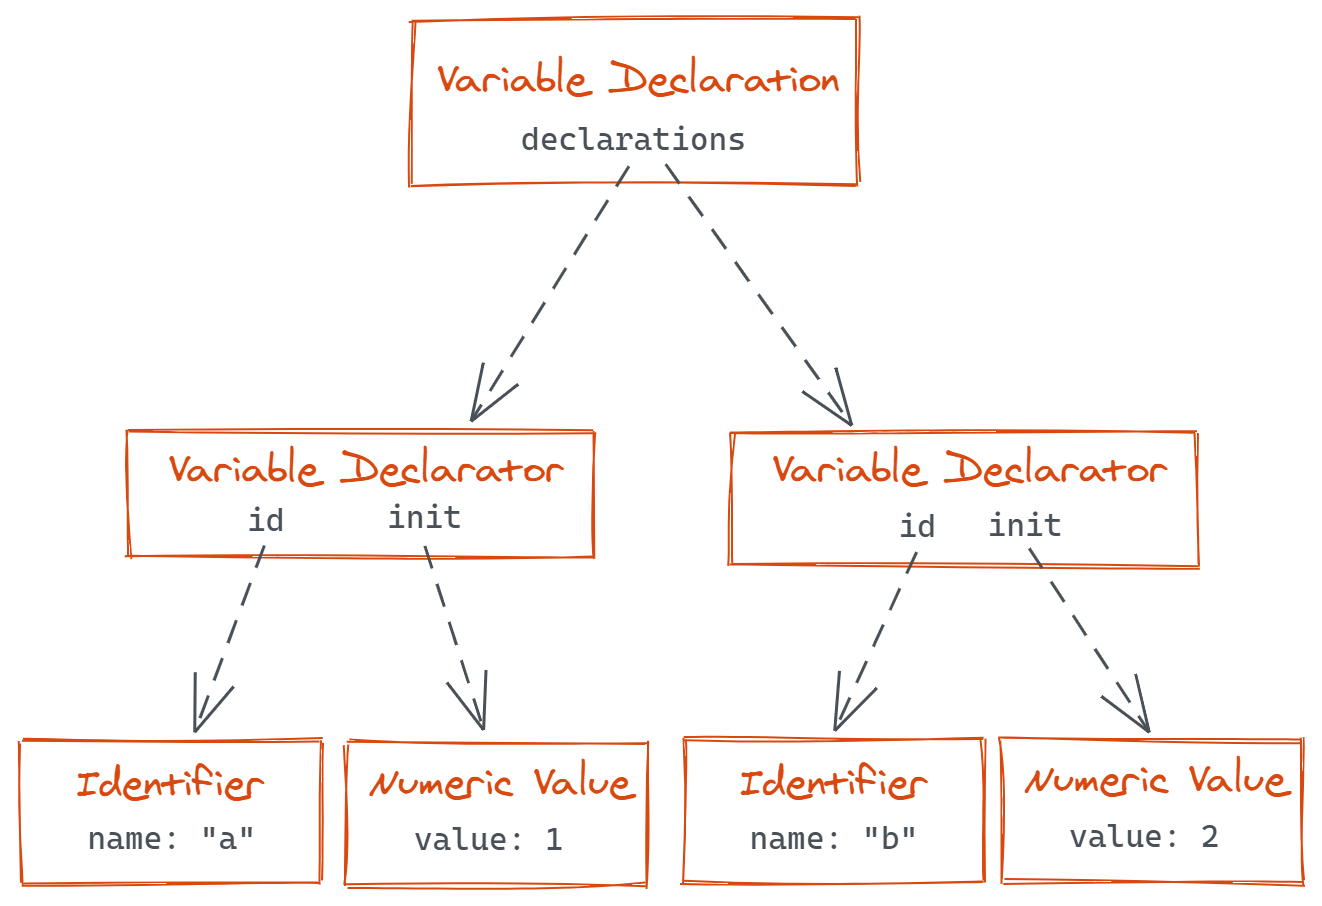 Variable Declaration
declarations
Variable Declarator
id init
Variable Declarator
id init
Identifier
name: "a"
Numeric Value
value: 1
Identifier
name: "b"
Numeric Value
value: 2